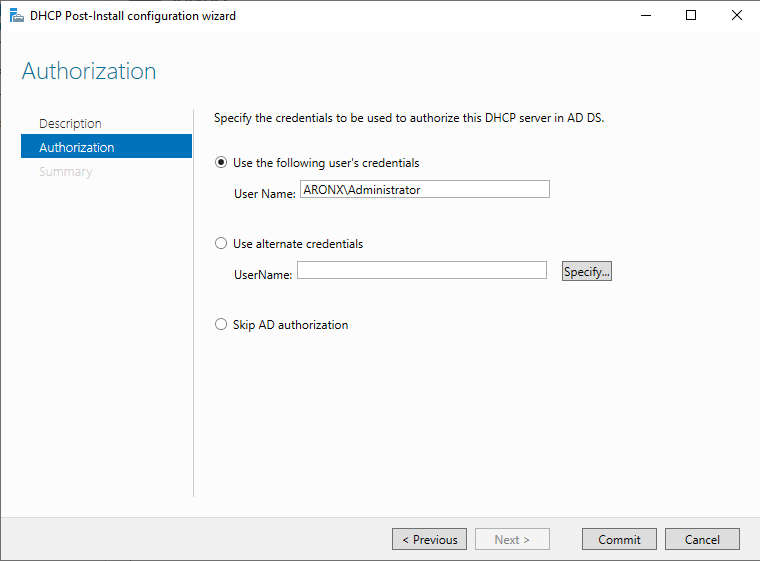 DHCP Post-Install configuration wizard
Authorization
Description
Authorization
Summary
Specify the credentials to be used to authorize this DHCP server in AD DS.
Use the following user's credentials
User Name: ARONX\Administrator
Use alternate credentials
UserName:
Specify...
Skip AD authorization
< Previous
Next >
Commit
Cancel